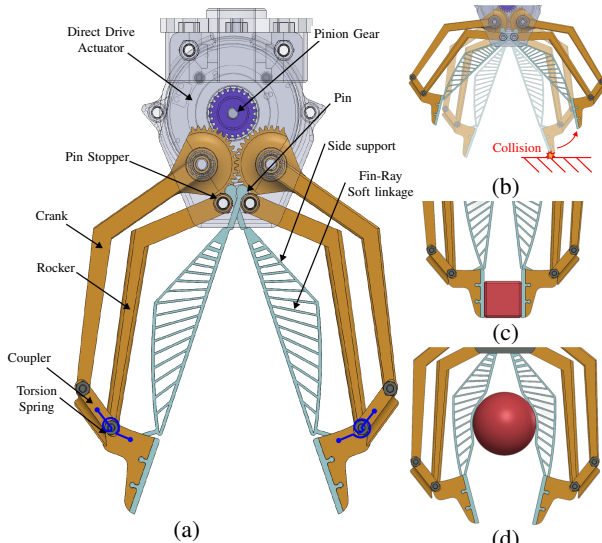 Direct Drive
Actuator
Pinion Gear
Pin
Pin Stopper
Side support
Fin-Ray
Soft linkage
Crank
Rocker
Coupler
Torsion
Spring
(a)
Collision
(b)
(c)
(d)